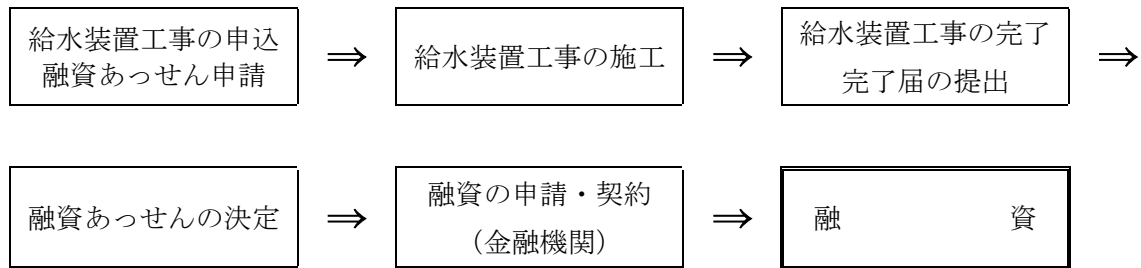 給水装置工事の申込
融資あっせん申請
⇒
給水装置工事の施工
⇒
給水装置工事の完了
完了届の提出
⇒
融資あっせんの決定
⇒
融資の申請・契約
（金融機関）
⇒
融　　　　資